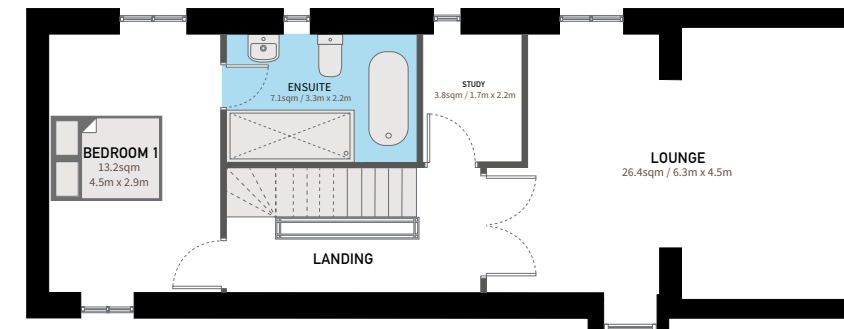 ENSUITE
7.1sqm / 3.3m x 2.2m
STUDY
3.8sqm / 1.7m x 2.2m
BEDROOM 1
13.2sqm
4.5m x 2.9m
LOUNGE
26.4sqm / 6.3m x 4.5m
LANDING